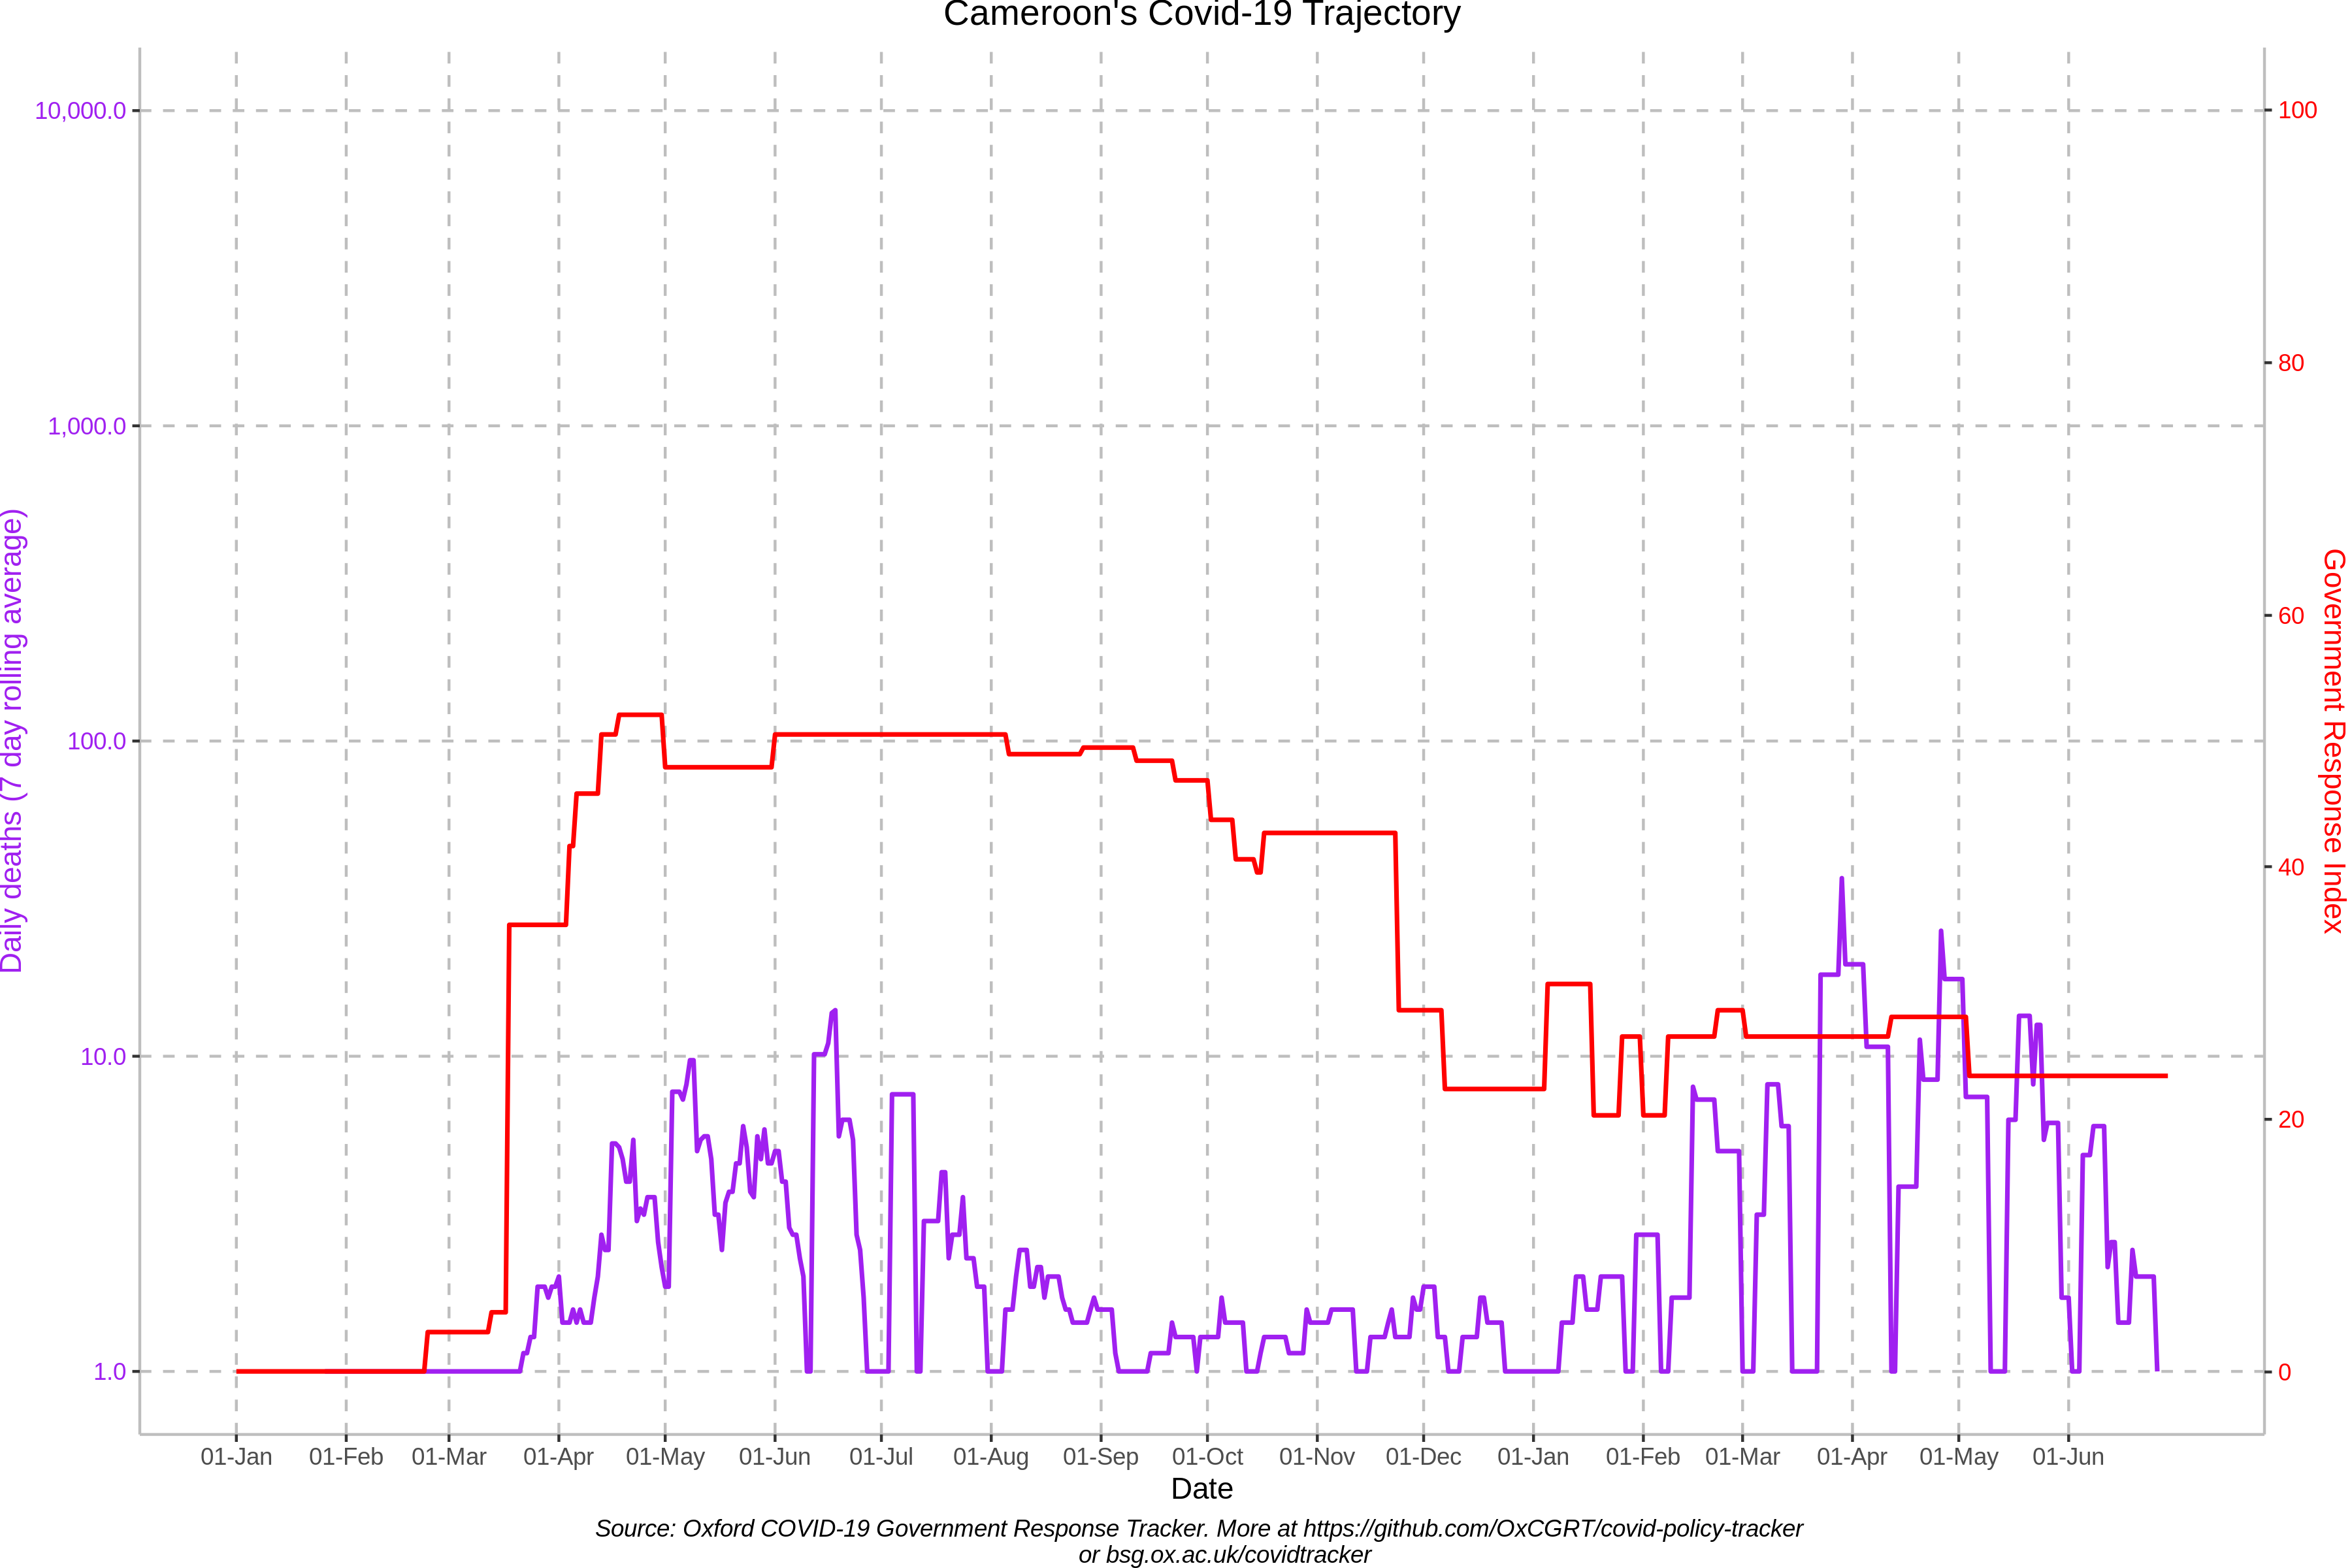 Cameroon's Covid-19 Trajectory
10,000.0
1,000.0
100.0
10.0
1.0
Daily deaths (7 day rolling average)
100
80
60
40
20
0
Government Response Index
01-Jan 01-Feb 01-Mar 01-Apr 01-May 01-Jun 01-Jul 01-Aug 01-Sep 01-Oct 01-Nov 01-Dec 01-Jan 01-Feb 01-Mar 01-Apr 01-May 01-Jun
Date
Source: Oxford COVID-19 Government Response Tracker. More at https://github.com/OxCGRT/covid-policy-tracker
or bsg.ox.ac.uk/covidtracker